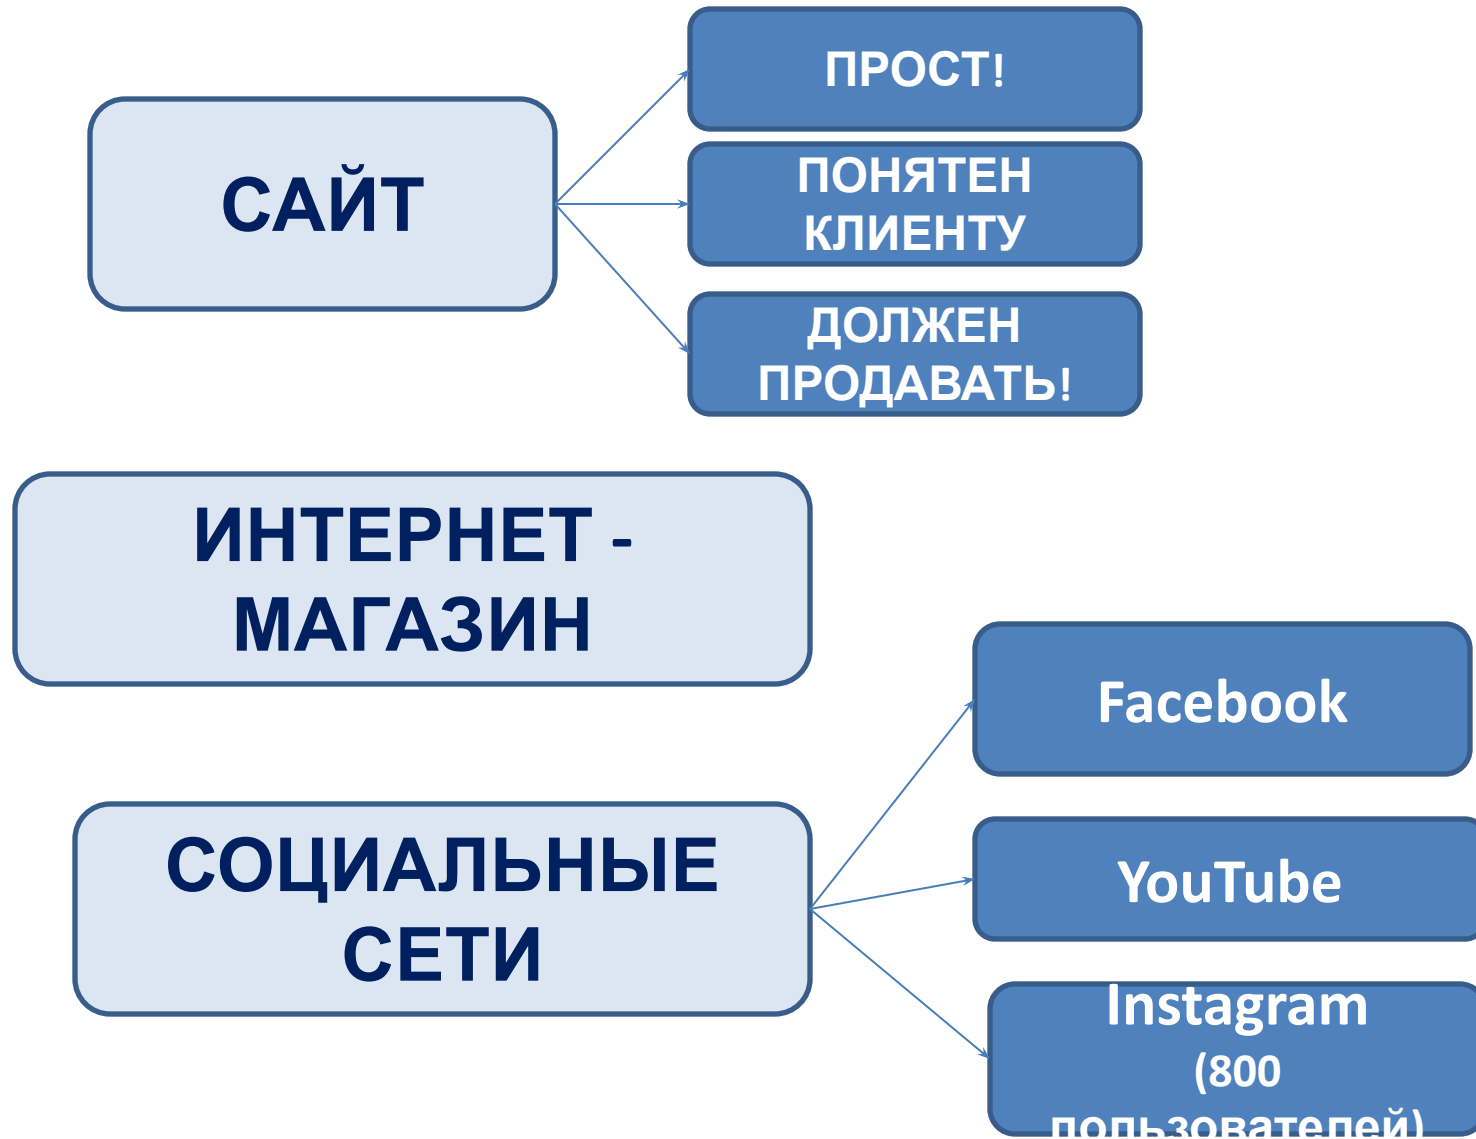 САЙТ
ПРОСТ!
ПОНЯТЕН
КЛИЕНТУ
ДОЛЖЕН
ПРОДАВАТЬ!
ИНТЕРНЕТ -
МАГАЗИН
СОЦИАЛЬНЫЕ
СЕТИ
Facebook
YouTube
Instagram
(800
пользователей)